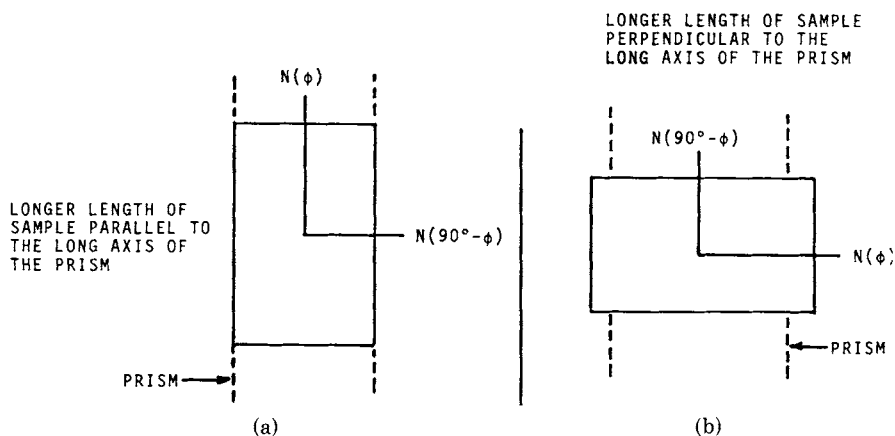 LONGER LENGTH OF SAMPLE
PERPENDICULAR TO THE
LONG AXIS OF THE PRISM
N(ϕ)
N(90°-ϕ)
LONGER LENGTH OF
SAMPLE PARALLEL TO
THE LONG AXIS OF
THE PRISM
N(90°-ϕ)
N(ϕ)
PRISM
PRISM
(a)
(b)